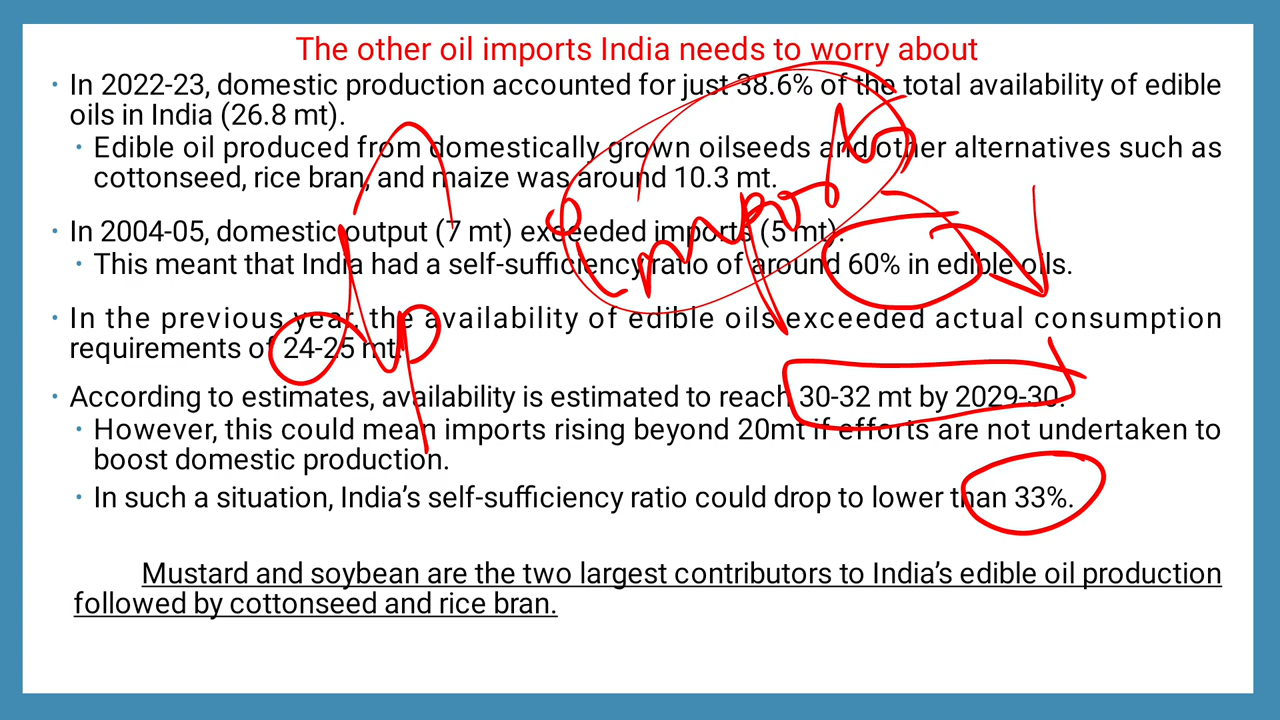 The other oil imports India needs to worry about
• In 2022-23, domestic production accounted for just 38.6% of the total availability of edible
oils in India (26.8 mt).
• Edible oil produced from domestically grown oilseeds and other alternatives such as
cottonseed, rice bran, and maize was around 10.3 mt.
• In 2004-05, domestic output (7 mt) exceeded imports (5 mt).
• This meant that India had a self-sufficiency ratio of around 60% in edible oils.
• In the previous year, the availability of edible oils exceeded actual consumption
requirements of 24-25 mt.
• According to estimates, availability is estimated to reach 30-32 mt by 2029-30.
• However, this could mean imports rising beyond 20mt if efforts are not undertaken to
boost domestic production.
• In such a situation, India's self-sufficiency ratio could drop to lower than 33%.
Mustard and soybean are the two largest contributors to India's edible oil production
followed by cottonseed and rice bran.
imports